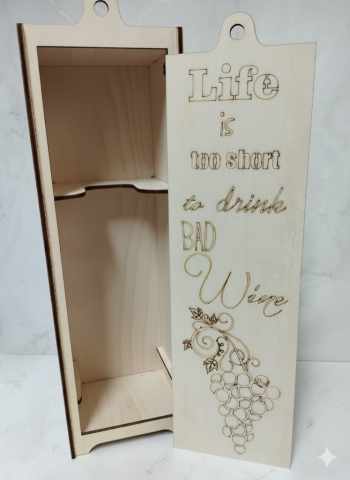 Life
is
too short
to drink
BAD
Wine